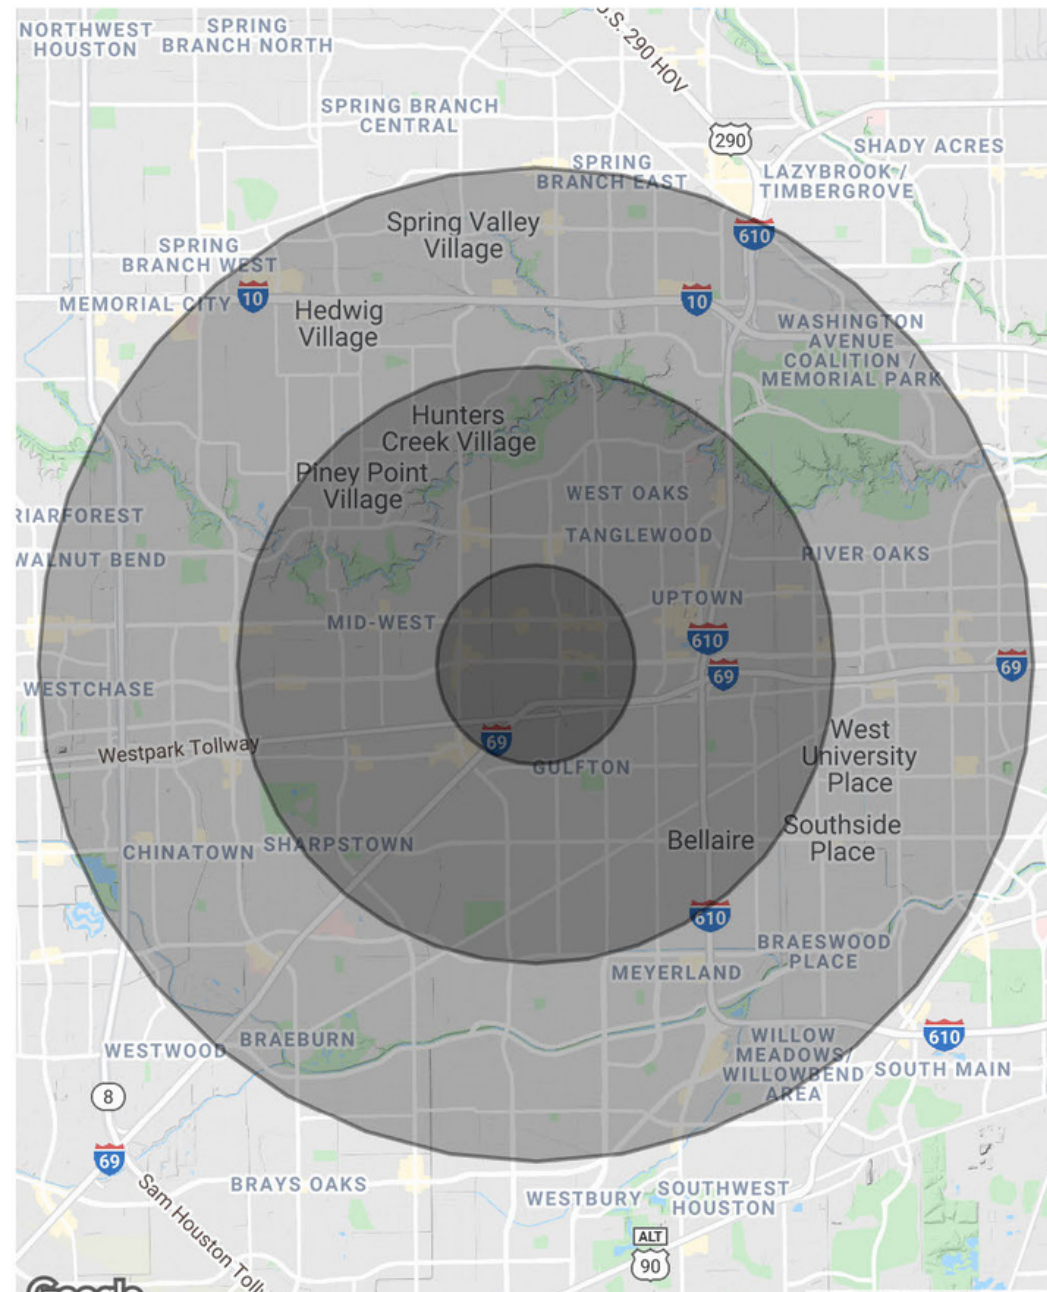 NORTHWEST
HOUSTON
SPRING
BRANCH NORTH
U.S. 290 HOV
SPRING BRANCH
CENTRAL
290
SHADY ACRES
SPRING
BRANCH EAST
LAZYBROOK /
TIMBERGROVE
Spring Valley
Village
610
SPRING
BRANCH WEST
MEMORIAL CITY
10
Hedwig
Village
10
WASHINGTON
AVENUE
COALITION /
MEMORIAL PARK
Hunters
Creek Village
Piney Point
Village
WEST OAKS
RIARFOREST
TANGLEWOOD
WALNUT BEND
RIVER OAKS
UPTOWN
MID-WEST
610
69
69
WESTCHASE
Westpark Tollway
69
West
University
Place
GULFTON
Bellaire
Southside
Place
CHINATOWN
SHARPSTOWN
610
BRAESWOOD
PLACE
MEYERLAND
BRAEBURN
WESTWOOD
WILLOW
MEADOWS/
WILLOWBEND
AREA
610
SOUTH MAIN
8
69
Sam Houston Tollw
BRAYS OAKS
WESTBURY
SOUTHWEST
HOUSTON
ALT
90
Google